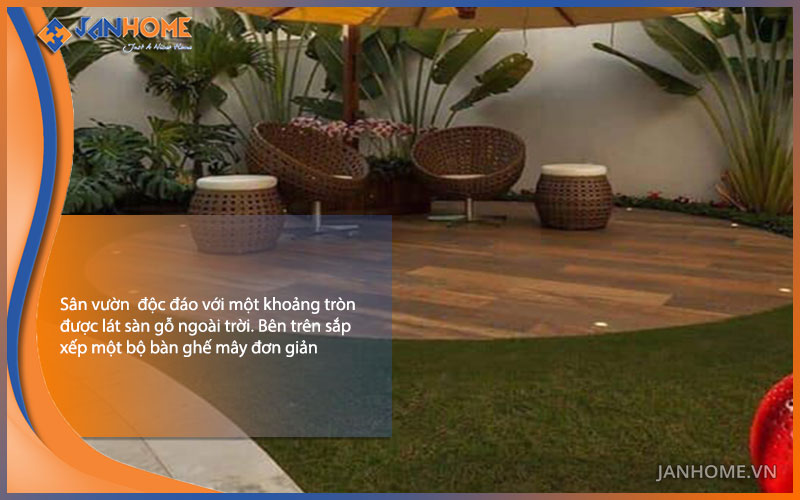 JANHOME
Just A Home Home
Sân vườn độc đáo với một khoảng tròn
được lát sàn gỗ ngoài trời. Bên trên sắp
xếp một bộ bàn ghế mây đơn giản
JANHOME.VN